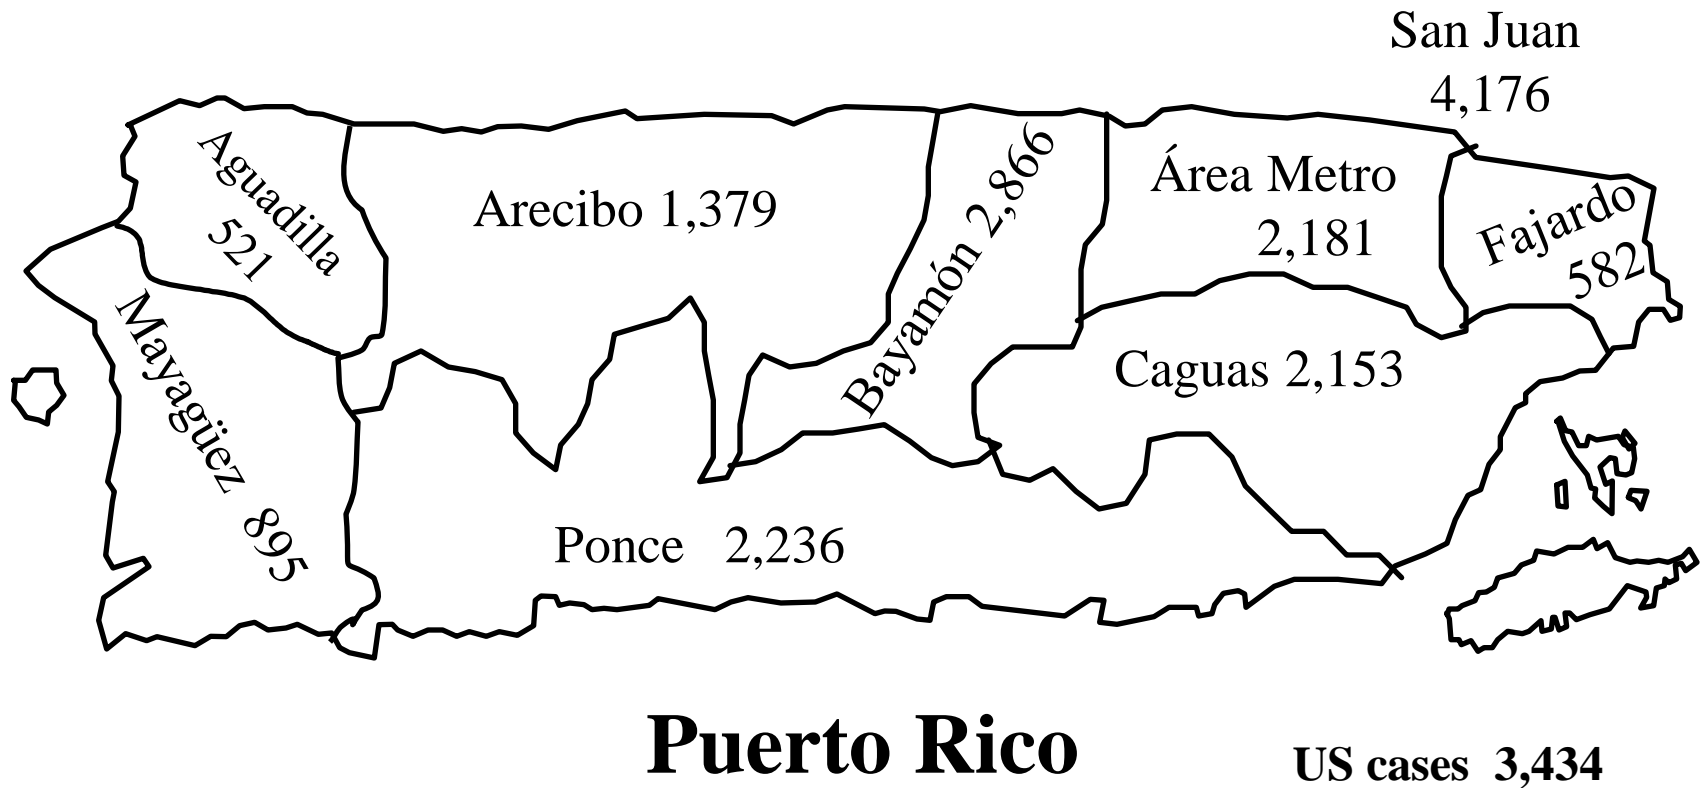 San Juan
4,176
Aguadilla
521
Arecibo 1,379
Bayamón 2,866
Área Metro
2,181
Fajardo
582
Mayagüez 895
Caguas 2,153
Ponce 2,236
Puerto Rico
US cases 3,434